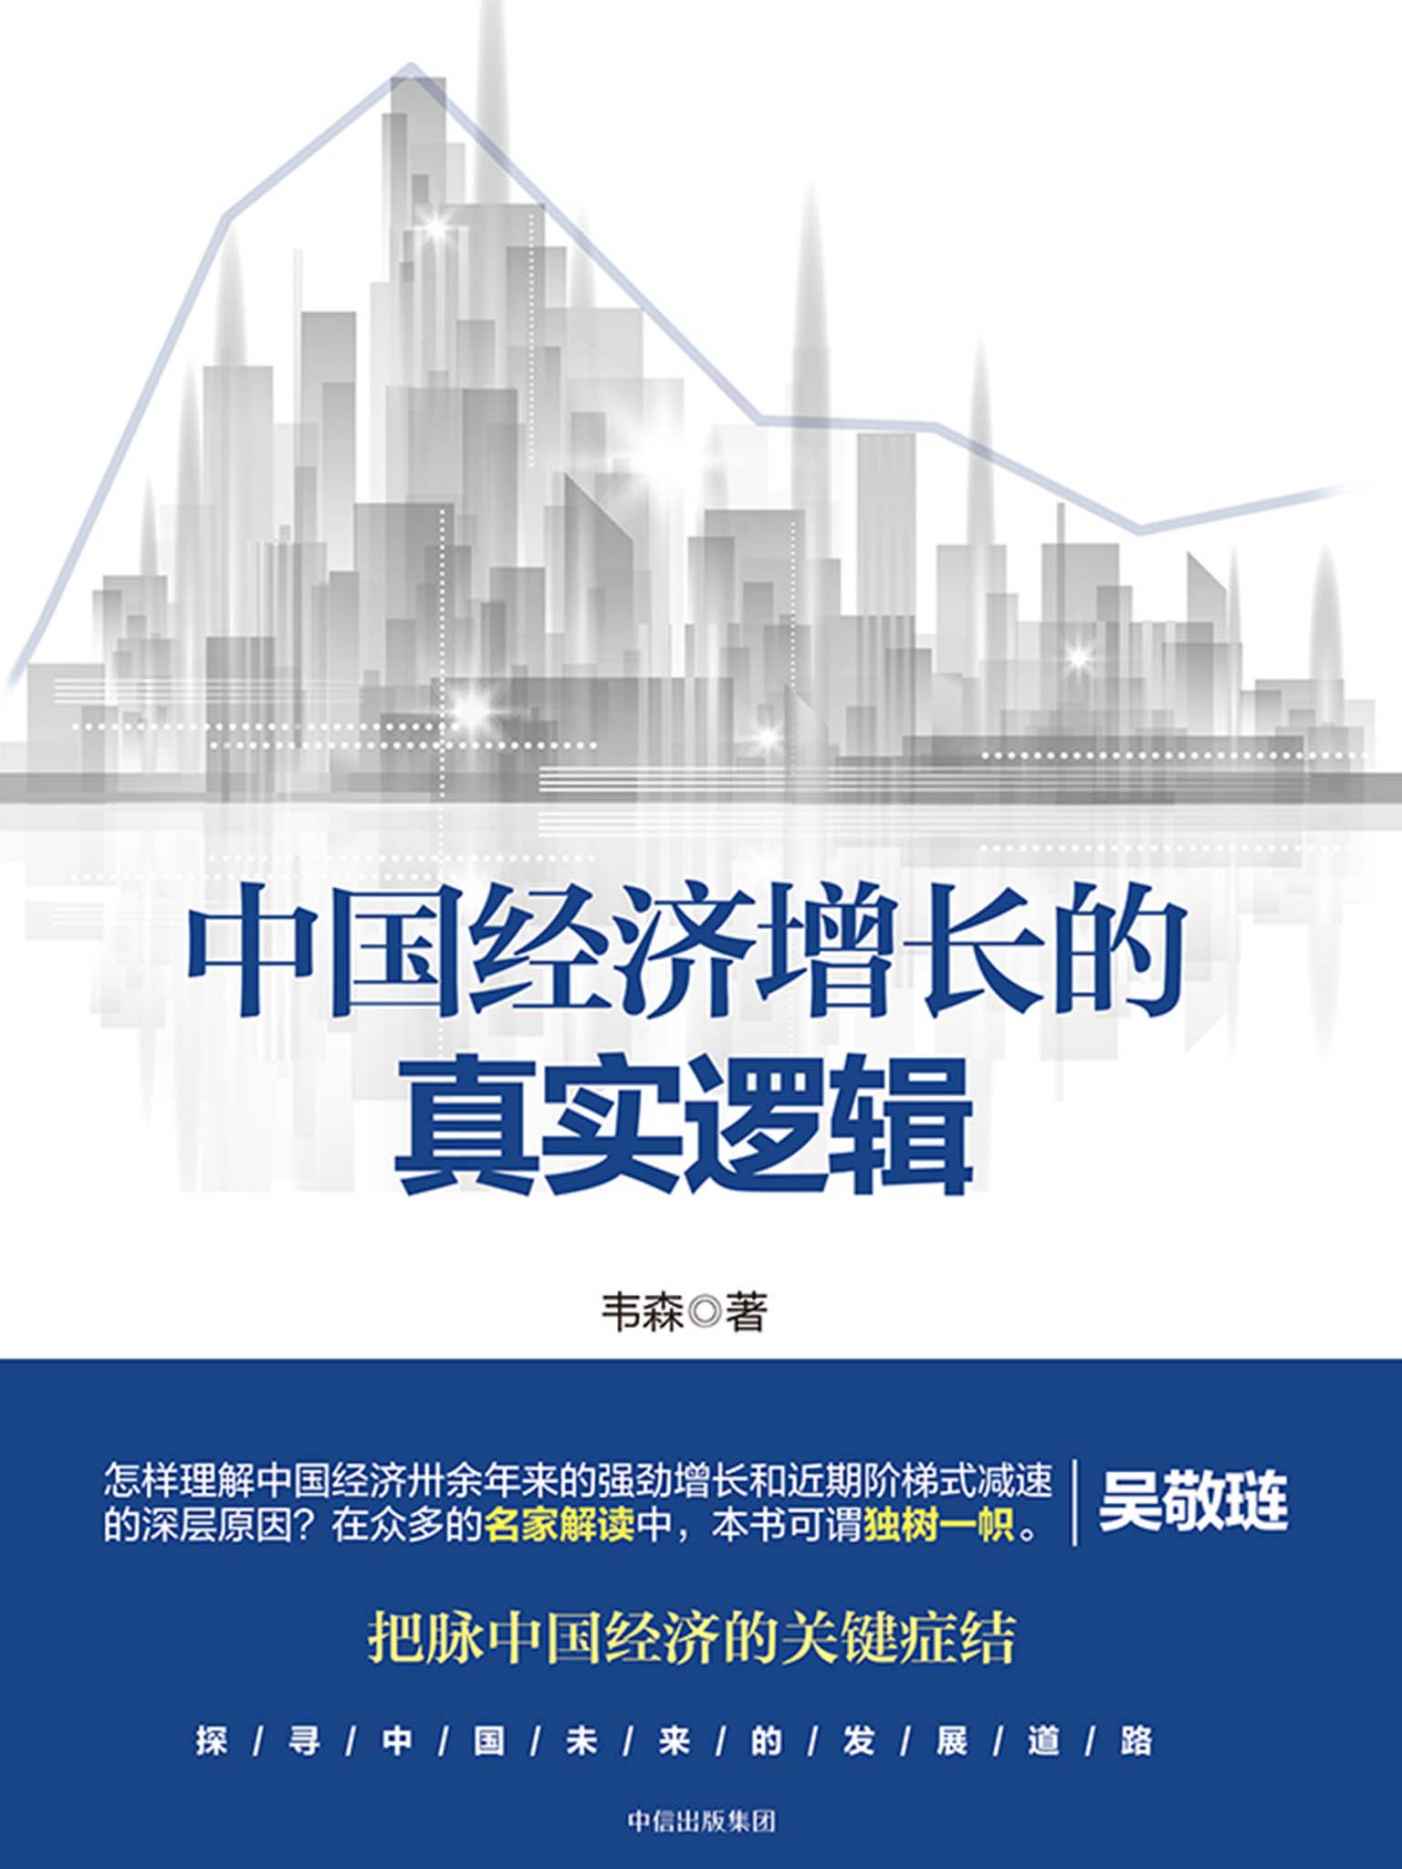 中国经济增长的
真实逻辑
韦森◎著
怎样理解中国经济卅余年来的强劲增长和近期阶梯式减速
的深层原因？在众多的名家解读中，本书可谓独树一帜。
吴敬琏
把脉中国经济的关键症结
探/寻/中/国/未/来/的/发/展/道/路
中信出版集团